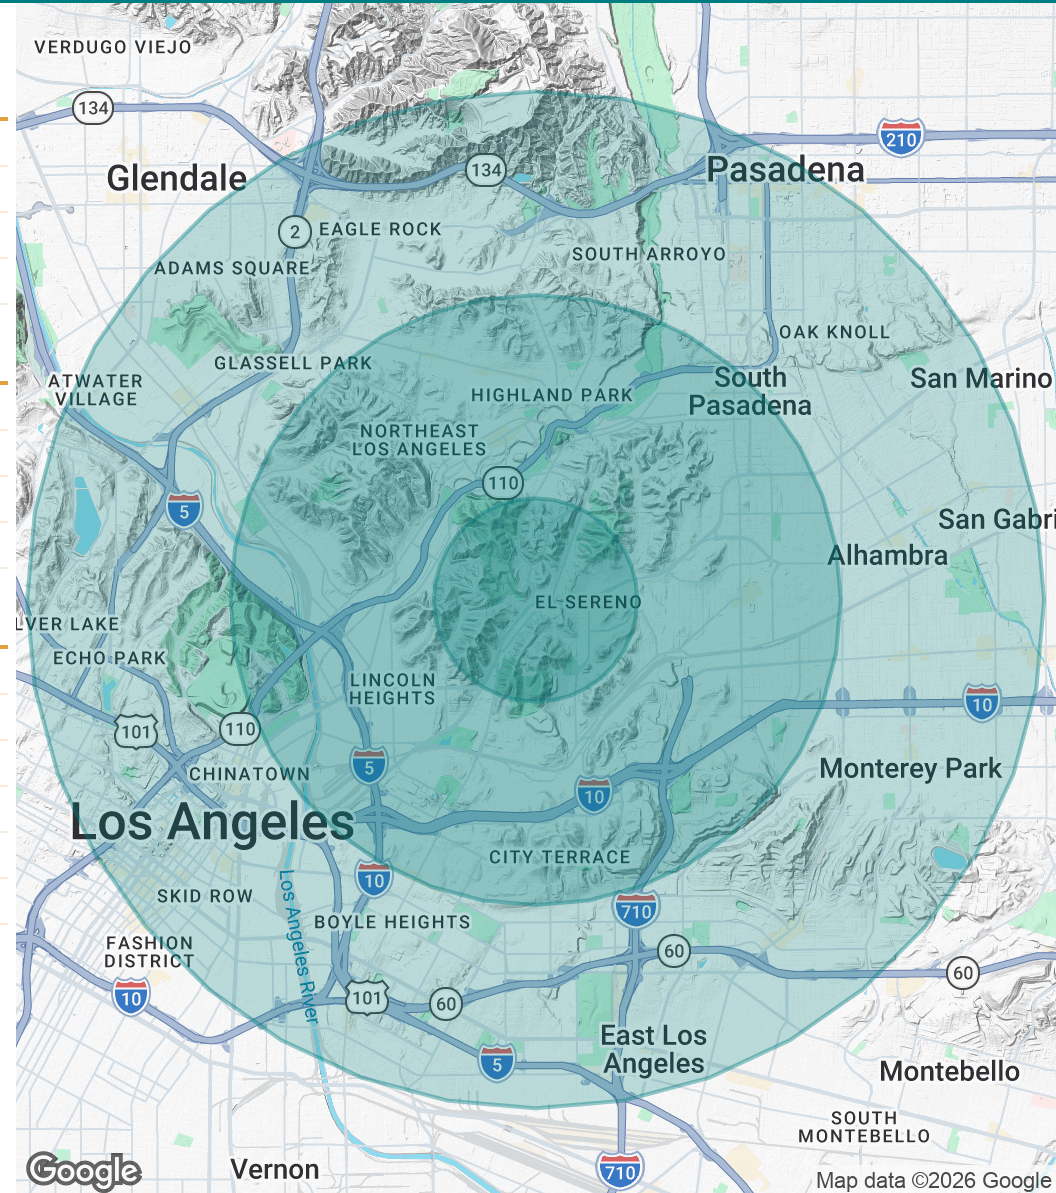 VERDUGO VIEJO
134
210
Glendale
134
Pasadena
2
EAGLE ROCK
SOUTH ARROYO
ADAMS SQUARE
OAK KNOLL
GLASSELL PARK
ATWATER
VILLAGE
HIGHLAND PARK
South
Pasadena
San Marino
NORTHEAST
LOS ANGELES
110
5
San Gabri
Alhambra
EL SERENO
LVER LAKE
ECHO PARK
LINCOLN
HEIGHTS
10
101
110
5
CHINATOWN
Monterey Park
10
Los Angeles
CITY TERRACE
10
SKID ROW
710
BOYLE HEIGHTS
Los Angeles River
FASHION
DISTRICT
60
60
10
101
60
East Los
Angeles
5
Montebello
SOUTH
MONTEBELLO
Google
Vernon
710
Map data ©2026 Google